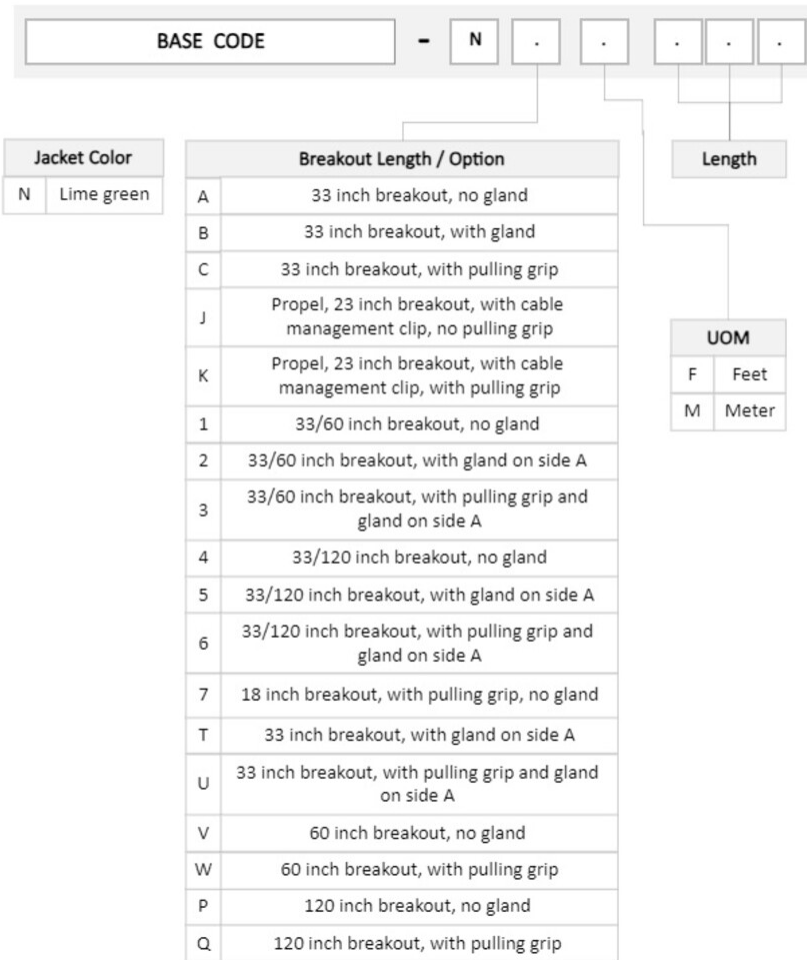 BASE CODE - N . . . . .
Jacket Color
N Lime green
Breakout Length / Option
A 33 inch breakout, no gland
B 33 inch breakout, with gland
C 33 inch breakout, with pulling grip
J Propel, 23 inch breakout, with cable
management clip, no pulling grip
K Propel, 23 inch breakout, with cable
management clip, with pulling grip
1 33/60 inch breakout, no gland
2 33/60 inch breakout, with gland on side A
3 33/60 inch breakout, with pulling grip and
gland on side A
4 33/120 inch breakout, no gland
5 33/120 inch breakout, with gland on side A
6 33/120 inch breakout, with pulling grip and
gland on side A
7 18 inch breakout, with pulling grip, no gland
T 33 inch breakout, with gland on side A
U 33 inch breakout, with pulling grip and gland
on side A
V 60 inch breakout, no gland
W 60 inch breakout, with pulling grip
P 120 inch breakout, no gland
Q 120 inch breakout, with pulling grip
Length
UOM
F Feet
M Meter